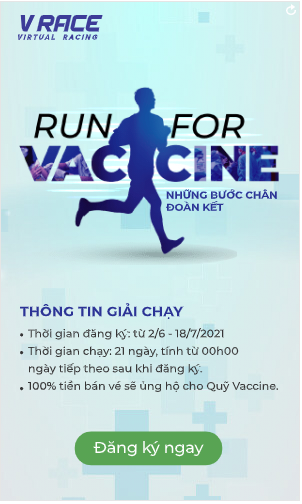 V RACE
VIRTUAL RACING
RUN FOR
VACCINE
NHỮNG BƯỚC CHÂN
ĐOÀN KẾT
THÔNG TIN GIẢI CHẠY
• Thời gian đăng ký: từ 2/6 - 18/7/2021
• Thời gian chạy: 21 ngày, tính từ 00h00
ngày tiếp theo sau khi đăng ký.
• 100% tiền bán vé sẽ ủng hộ cho Quỹ Vaccine.
Đăng ký ngay